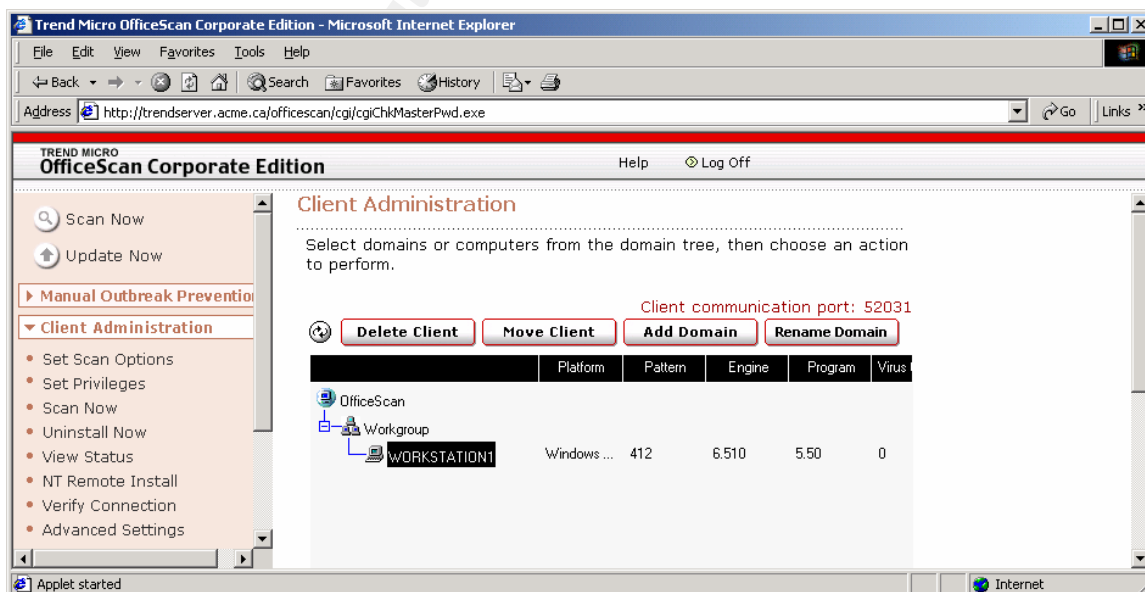 Trend Micro OfficeScan Corporate Edition - Microsoft Internet Explorer
File Edit View Favorites Tools Help
Back Search Favorites History
Address http://trendserver.acme.ca/officescan/cgi/cgiChkMasterPwd.exe Go Links »
TREND MICRO
OfficeScan Corporate Edition
Help Log Off
Scan Now
Update Now
Manual Outbreak Preventio
Client Administration
Set Scan Options
Set Privileges
Scan Now
Uninstall Now
View Status
NT Remote Install
Verify Connection
Advanced Settings
Client Administration
Select domains or computers from the domain tree, then choose an action
to perform.
Client communication port: 52031
Delete Client Move Client Add Domain Rename Domain
Platform Pattern Engine Program Virus
OfficeScan
Workgroup
WORKSTATION1 Windows ... 412 6.510 5.50 0
Applet started Internet